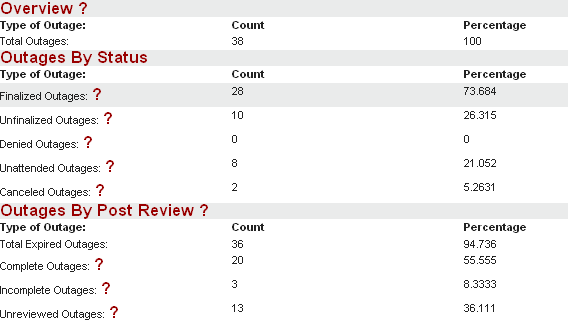 Overview ?
Type of Outage: Count Percentage
Total Outages: 38 100
Outages By Status
Type of Outage: Count Percentage
Finalized Outages: ? 28 73.684
Unfinalized Outages: ? 10 26.315
Denied Outages: ? 0 0
Unattended Outages: ? 8 21.052
Canceled Outages: ? 2 5.2631
Outages By Post Review ?
Type of Outage: Count Percentage
Total Expired Outages: 36 94.736
Complete Outages: ? 20 55.555
Incomplete Outages: ? 3 8.3333
Unreviewed Outages: ? 13 36.111